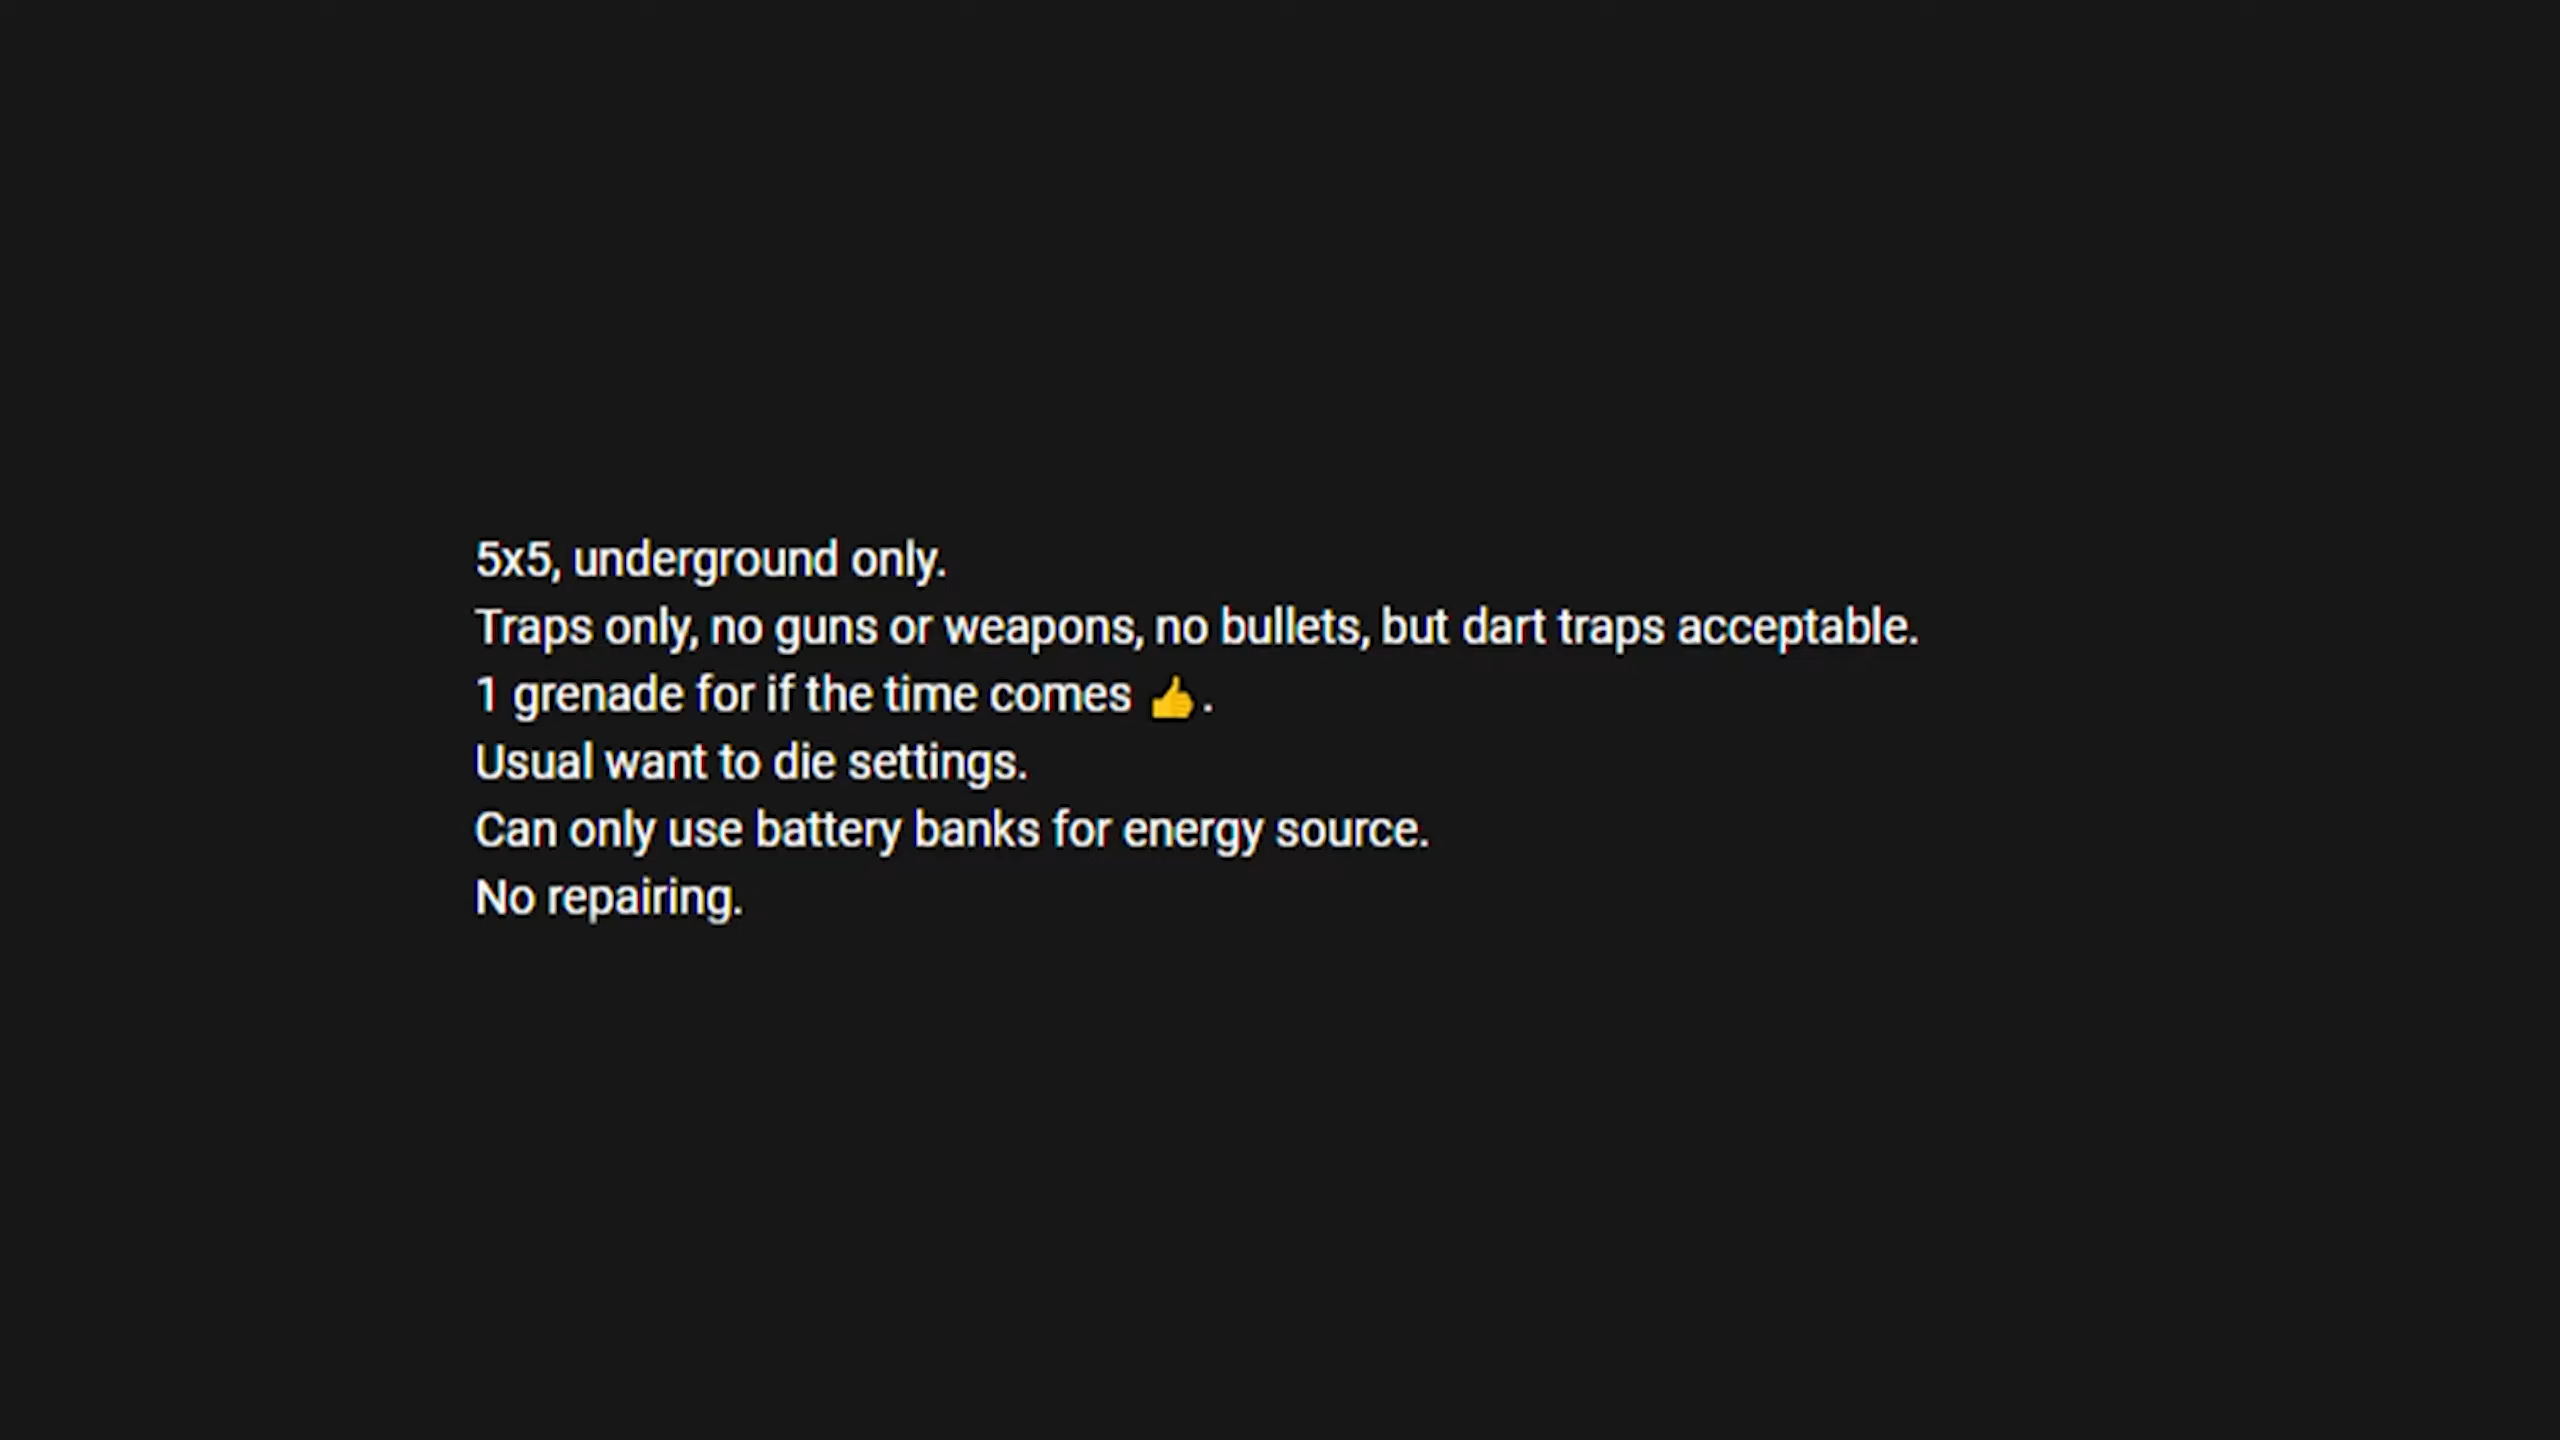 5x5, underground only.
Traps only, no guns or weapons, no bullets, but dart traps acceptable.
1 grenade for if the time comes 👍.
Usual want to die settings.
Can only use battery banks for energy source.
No repairing.